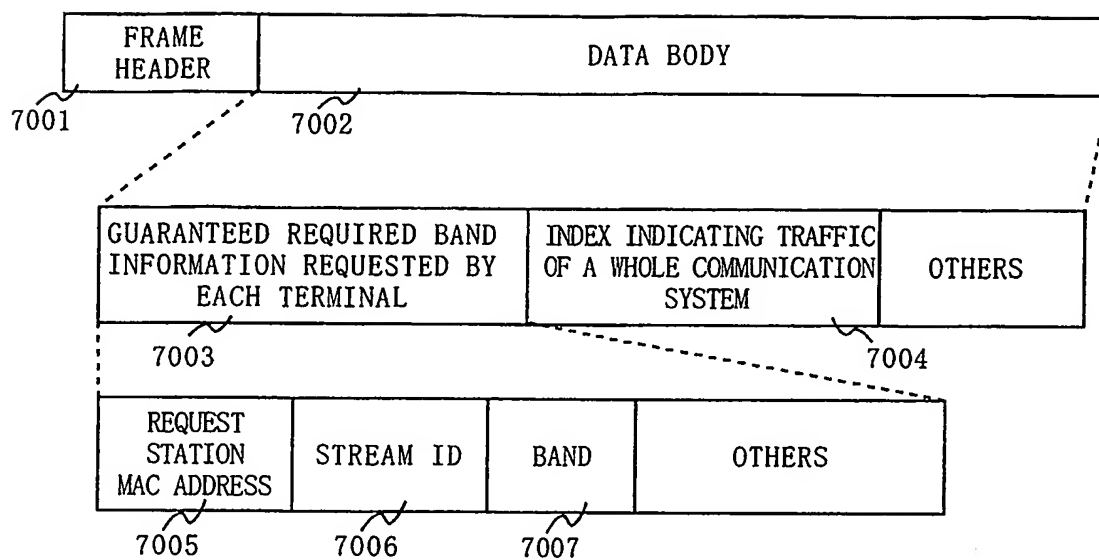 FRAME
HEADER
DATA BODY
7001
7002
GUARANTEED REQUIRED BAND
INFORMATION REQUESTED BY
EACH TERMINAL
INDEX INDICATING TRAFFIC
OF A WHOLE COMMUNICATION
SYSTEM
OTHERS
7003
7004
REQUEST
STATION
MAC ADDRESS
STREAM ID
BAND
OTHERS
7005
7006
7007